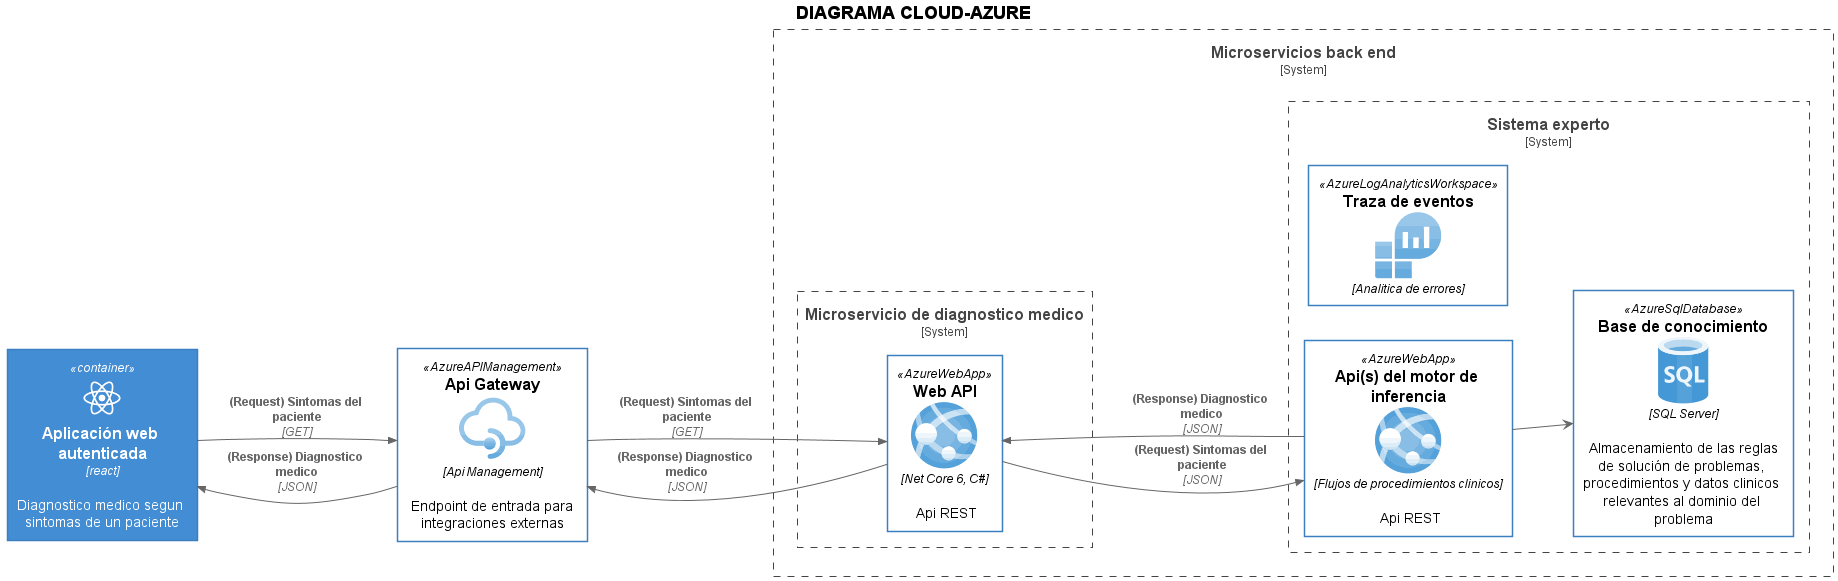 DIAGRAMA CLOUD-AZURE
Microservicios back end
[System]
Sistema experto
[System]
«AzureLogAnalyticsWorkspace»
Traza de eventos
[Analitica de errores]
Microservicio de diagnostico medico
[System]
«container»
Aplicación web
autenticada
[react]
Diagnostico medico segun
sintomas de un paciente
(Request) Sintomas del
paciente
[GET]
(Response) Diagnostico
medico
[JSON]
«AzureAPIManagement»
Api Gateway
[Api Management]
Endpoint de entrada para
integraciones externas
(Request) Sintomas del
paciente
[GET]
(Response) Diagnostico
medico
[JSON]
«AzureWebApp»
Web API
[Net Core 6, C#]
Api REST
(Response) Diagnostico
medico
[JSON]
(Request) Sintomas del
paciente
[JSON]
«AzureWebApp»
Api(s) del motor de
inferencia
[Flujos de procedimientos clinicos]
Api REST
«AzureSqlDatabase»
Base de conocimiento
SQL
[SQL Server]
Almacenamiento de las reglas
de solución de problemas,
procedimientos y datos clinicos
relevantes al dominio del
problema